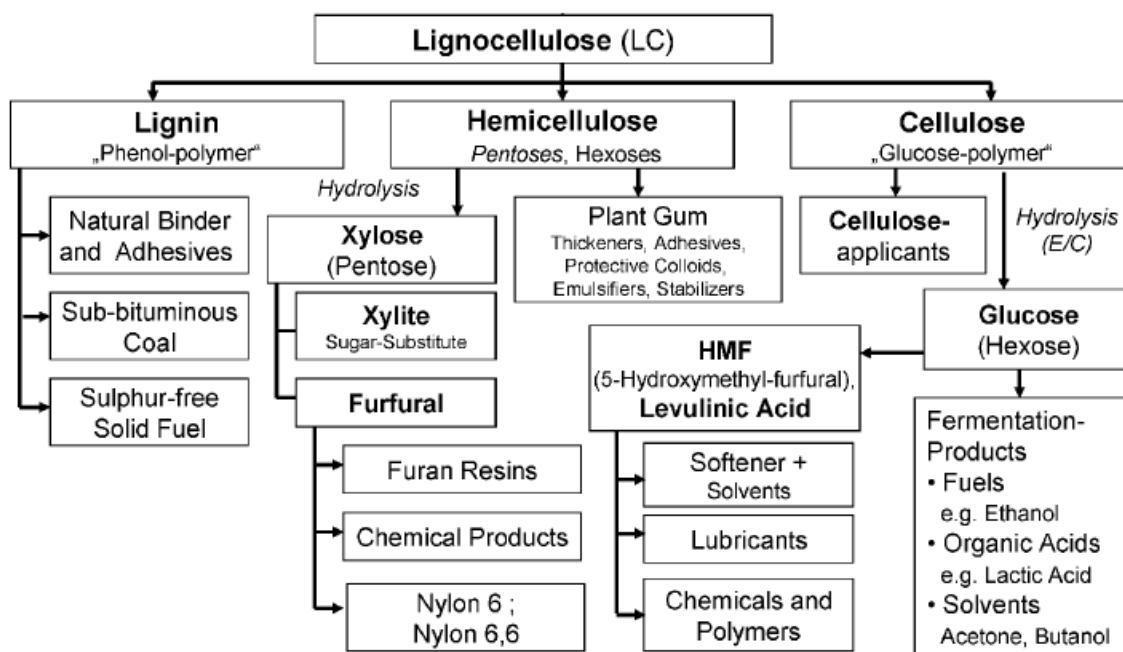 Lignocellulose (LC)
Lignin
„Phenol-polymer“
Hemicellulose
Pentoses, Hexoses
Cellulose
„Glucose-polymer“
Natural Binder
and Adhesives
Sub-bituminous
Coal
Sulphur-free
Solid Fuel
Hydrolysis
Xylose
(Pentose)
Xylite
Sugar-Substitute
Furfural
Furan Resins
Chemical Products
Nylon 6 ;
Nylon 6,6
Plant Gum
Thickeners, Adhesives,
Protective Colloids,
Emulsifiers, Stabilizers
Cellulose-
applicants
Hydrolysis
(E/C)
Glucose
(Hexose)
HMF
(5-Hydroxymethyl-furfural),
Levulinic Acid
Softener +
Solvents
Lubricants
Chemicals and
Polymers
Fermentation-
Products
• Fuels
e.g. Ethanol
• Organic Acids
e.g. Lactic Acid
• Solvents
Acetone, Butanol